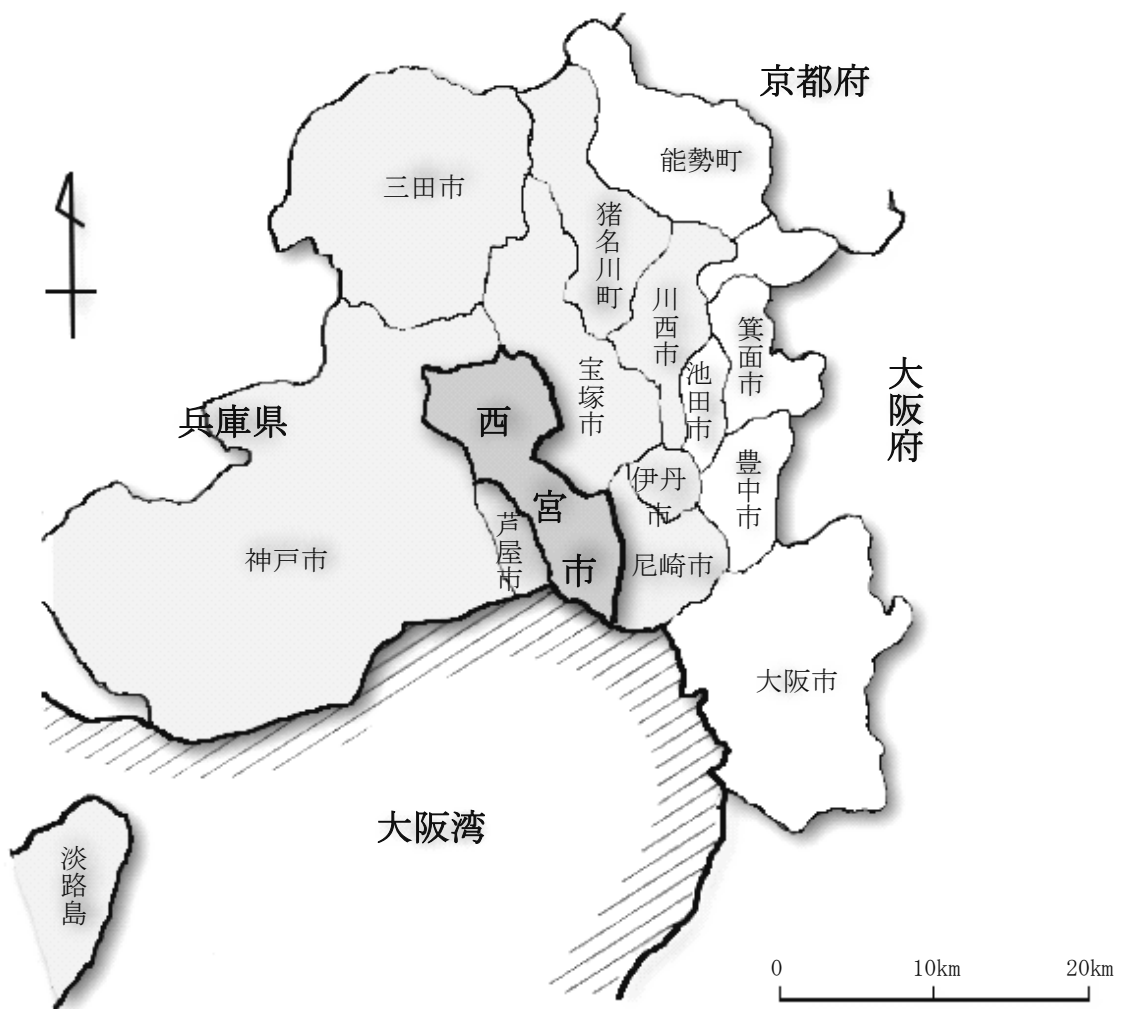 京都府
能勢町
三田市
猪名川町
川西市
箕面市
宝塚市
池田市
大阪府
兵庫県
西宮市
伊丹市
豊中市
芦屋市
神戸市
尼崎市
大阪市
大阪湾
淡路島
0 10km 20km